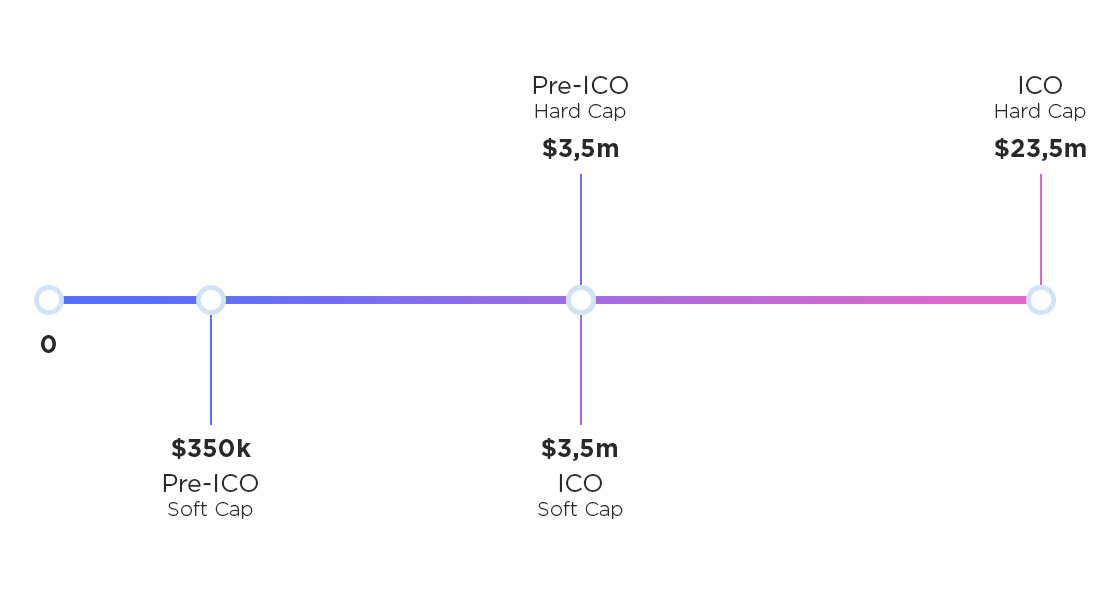 Pre-ICO
Hard Cap
$3,5m
ICO
Hard Cap
$23,5m
0
$350k
Pre-ICO
Soft Cap
$3,5m
ICO
Soft Cap